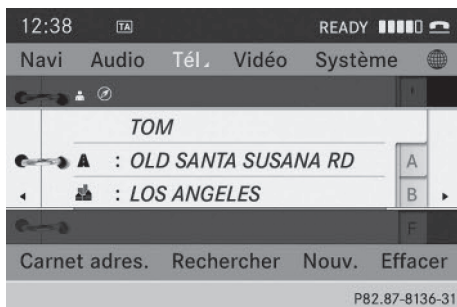 12:38 TA READY
Navi Audio Tél. Vidéo Système
'
TOM
A : OLD SANTA SUSANA RD A
: LOS ANGELES B
F
Carnet adres. Rechercher Nouv. Effacer
P82.87-8136-31